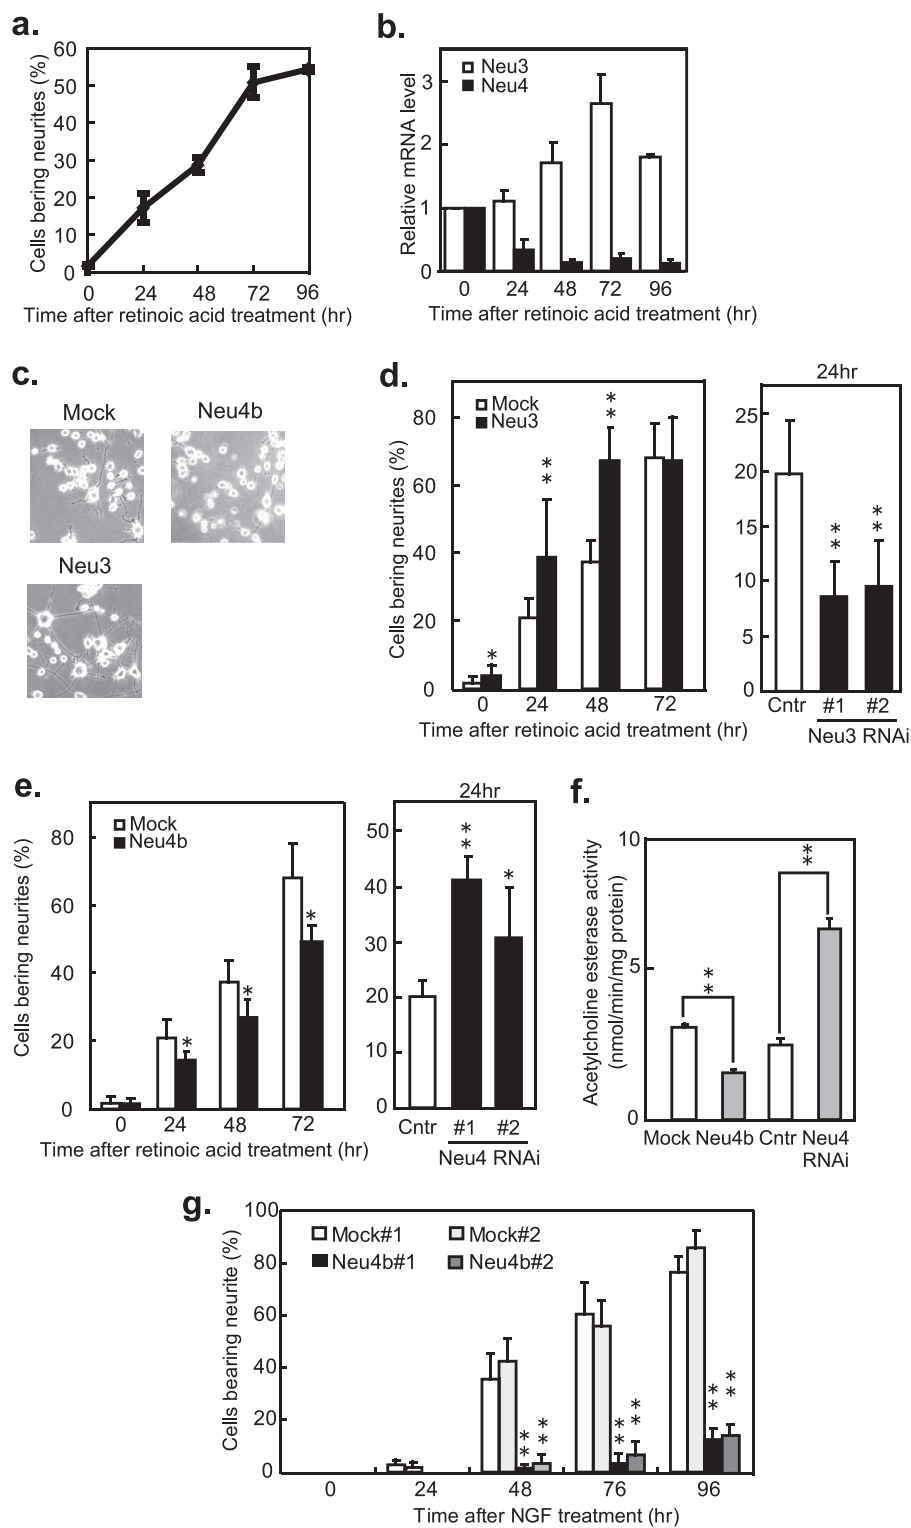 a.
60
50
40
30
20
10
0
Cells bering neurites (%)
0 24 48 72 96
Time after retinoic acid treatment (hr)
b.
Neu3
Neu4
3
2
1
0
Relative mRNA level
0 24 48 72 96
Time after retinoic acid treatment (hr)
c.
Mock
Neu4b
Neu3
d.
Mock
Neu3
80
60
40
20
0
Cells bering neurites (%)
*
* *
* *
0 24 48 72
Time after retinoic acid treatment (hr)
24hr
25
20
15
10
5
0
* *
* *
Cntr #1 #2
Neu3 RNAi
e.
Mock
Neu4b
80
60
40
20
0
Cells bering neurites (%)
*
*
*
0 24 48 72
Time after retinoic acid treatment (hr)
24hr
50
40
30
20
10
0
* *
*
Cntr #1 #2
Neu4 RNAi
f.
10
5
0
Acetylcholine esterase activity
(nmol/min/mg protein)
* *
* *
Mock Neu4b Cntr Neu4
RNAi
g.
100
80
60
40
20
0
Cells bearing neurite (%)
Mock#1 Mock#2
Neu4b#1 Neu4b#2
* * * *
* * * *
* * * *
0 24 48 76 96
Time after NGF treatment (hr)